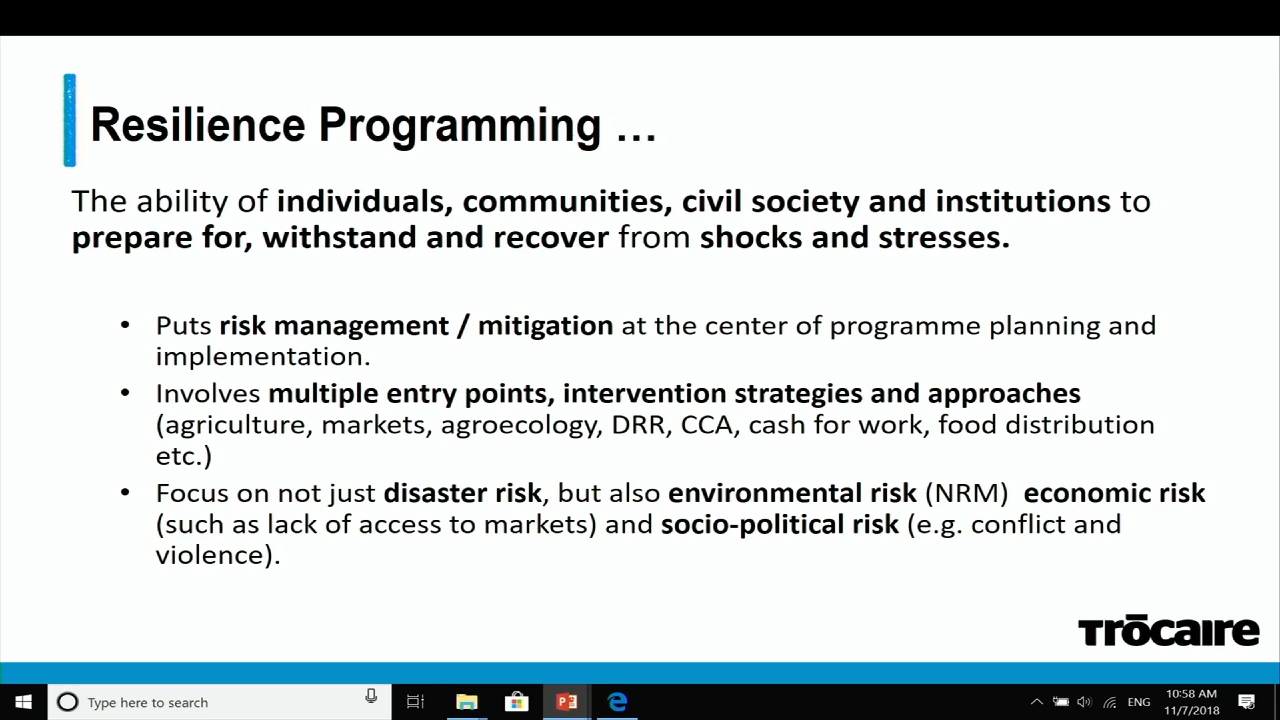 Resilience Programming …
The ability of individuals, communities, civil society and institutions to
prepare for, withstand and recover from shocks and stresses.
• Puts risk management / mitigation at the center of programme planning and
implementation.
• Involves multiple entry points, intervention strategies and approaches
(agriculture, markets, agroecology, DRR, CCA, cash for work, food distribution
etc.)
• Focus on not just disaster risk, but also environmental risk (NRM) economic risk
(such as lack of access to markets) and socio-political risk (e.g. conflict and
violence).
Trōcaire
Type here to search
ENG
10:58 AM
11/7/2018